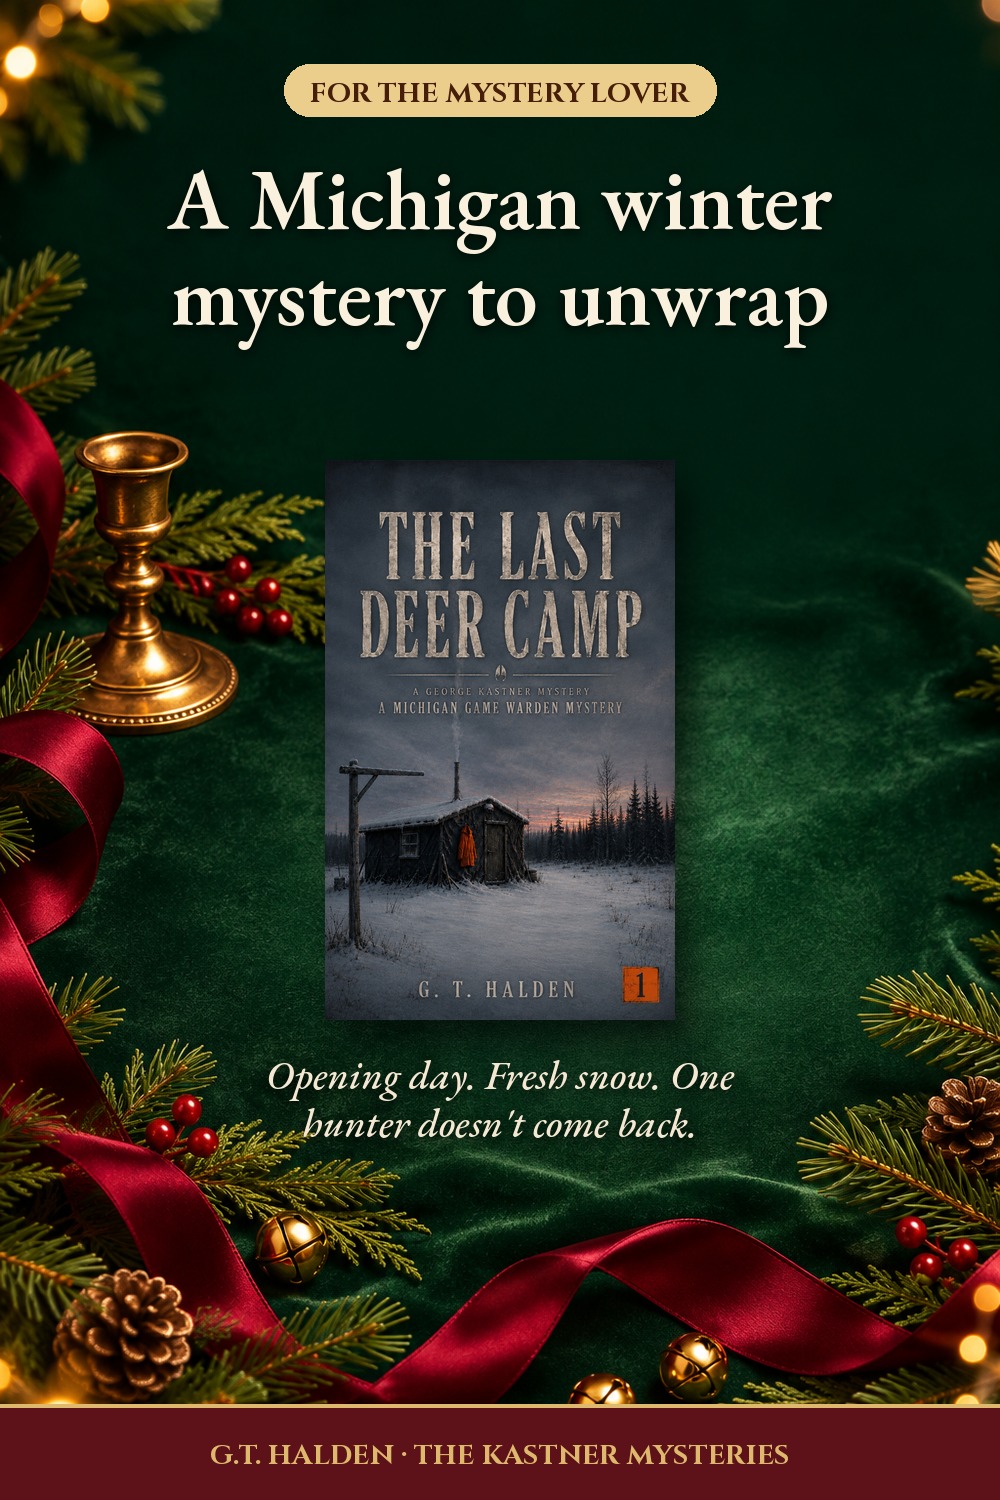 FOR THE MYSTERY LOVER
A Michigan winter
mystery to unwrap
THE LAST
DEER CAMP
A GEORGE KASTNER MYSTERY
A MICHIGAN GAME WARDEN MYSTERY
G. T. HALDEN
1
Opening day. Fresh snow. One
hunter doesn't come back.
G.T. HALDEN · THE KASTNER MYSTERIES